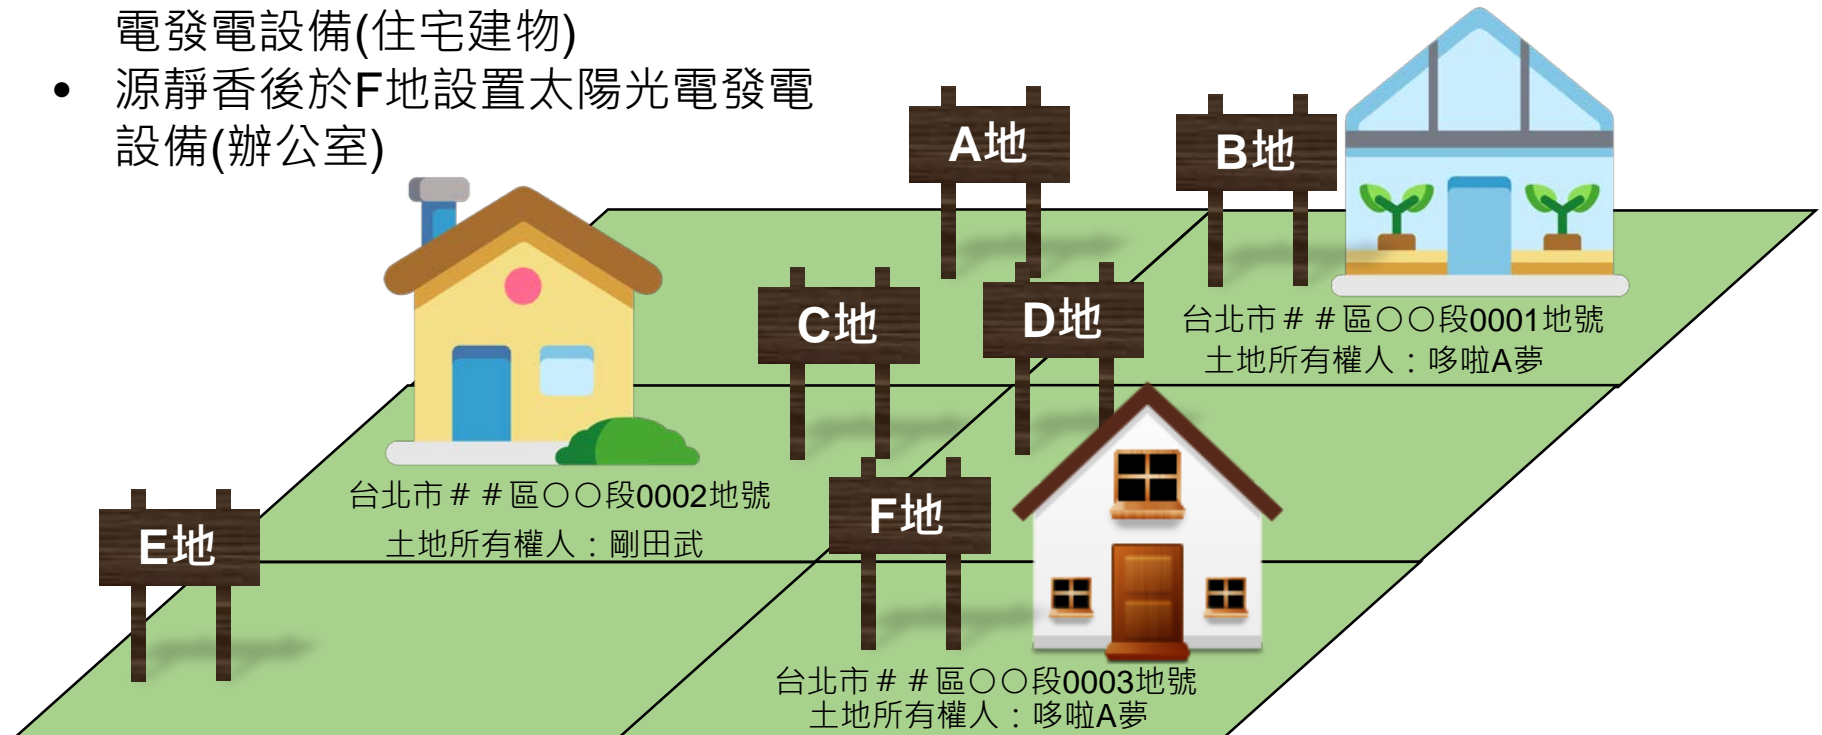 電發電設備(住宅建物)
• 源靜香後於F地設置太陽光電發電
設備(辦公室)
A地
B地
C地
D地
台北市＃＃區〇〇段0001地號
土地所有權人：哆啦A夢
台北市＃＃區〇〇段0002地號
土地所有權人：剛田武
E地
F地
台北市＃＃區〇〇段0003地號
土地所有權人：哆啦A夢